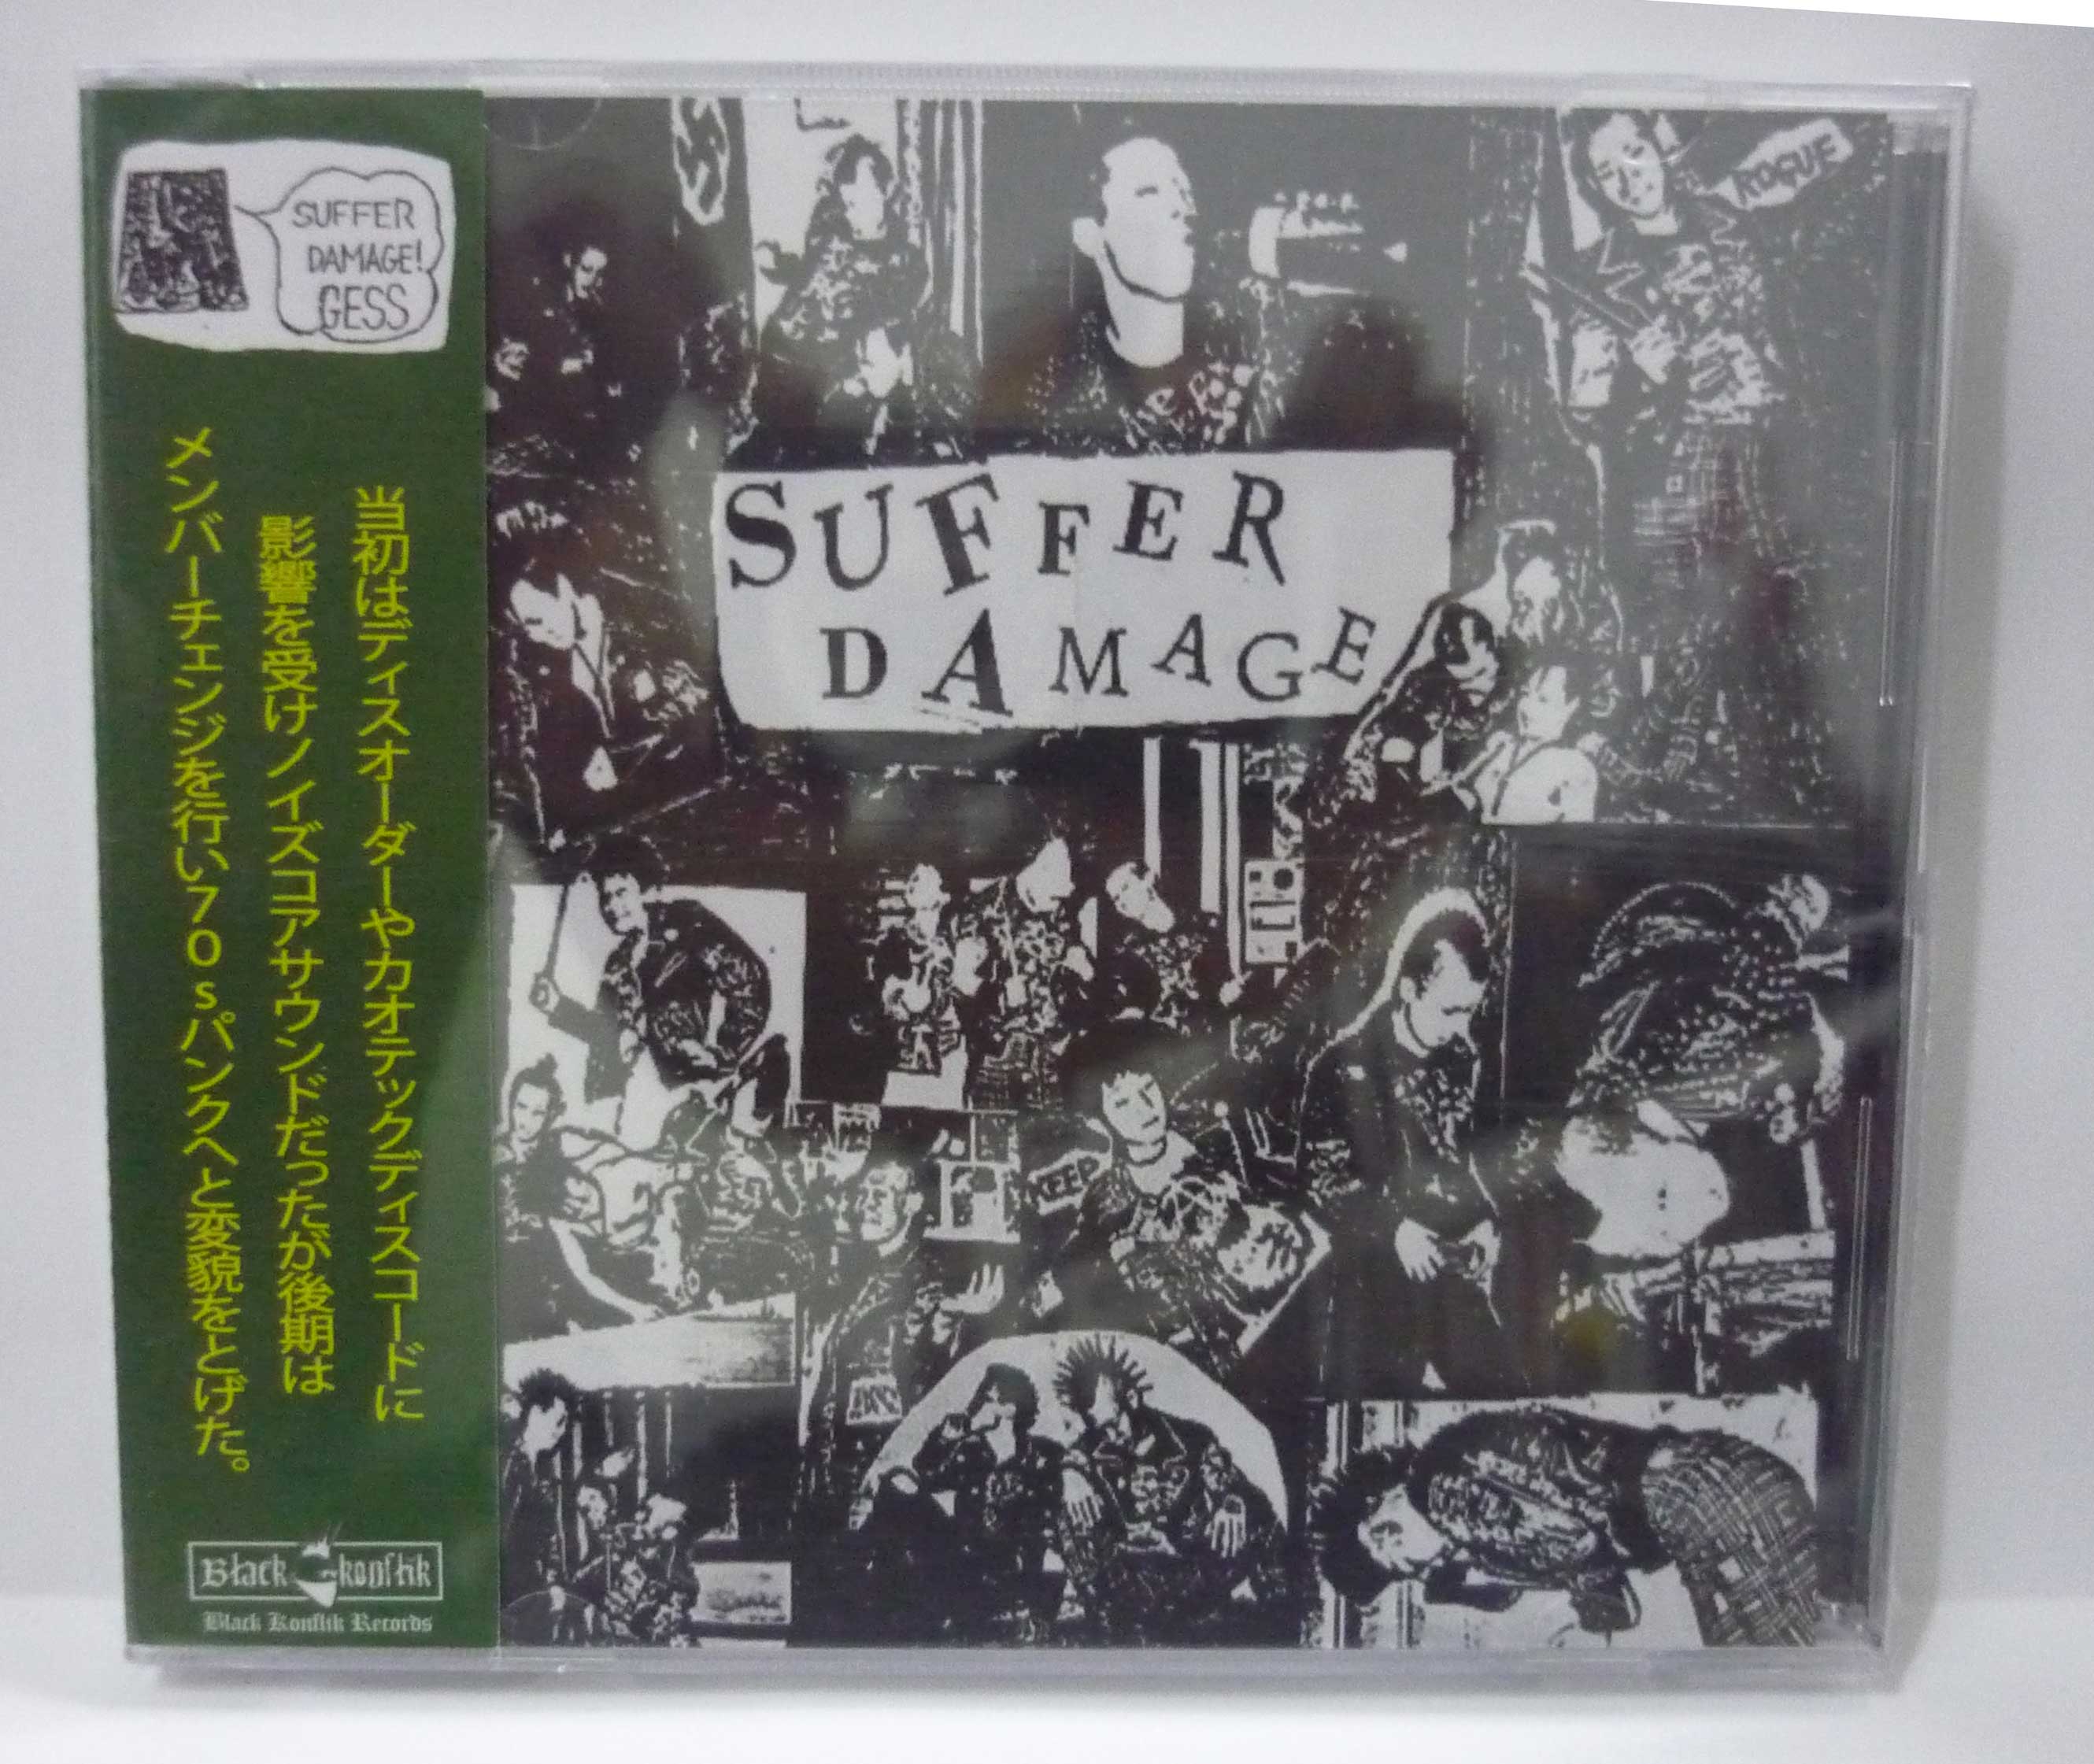 SUFFER
DAMAGE!
GESS
当初はディスオーダーやカオテックディスコードに
影響を受けノイズコアサウンドだったが後期は
メンバーチェンジを行い70sパンクへと変貌をとげた。
Black konflik
Black Konflik Records
SUFFER
DAMAGE
ROGUE
KEEP